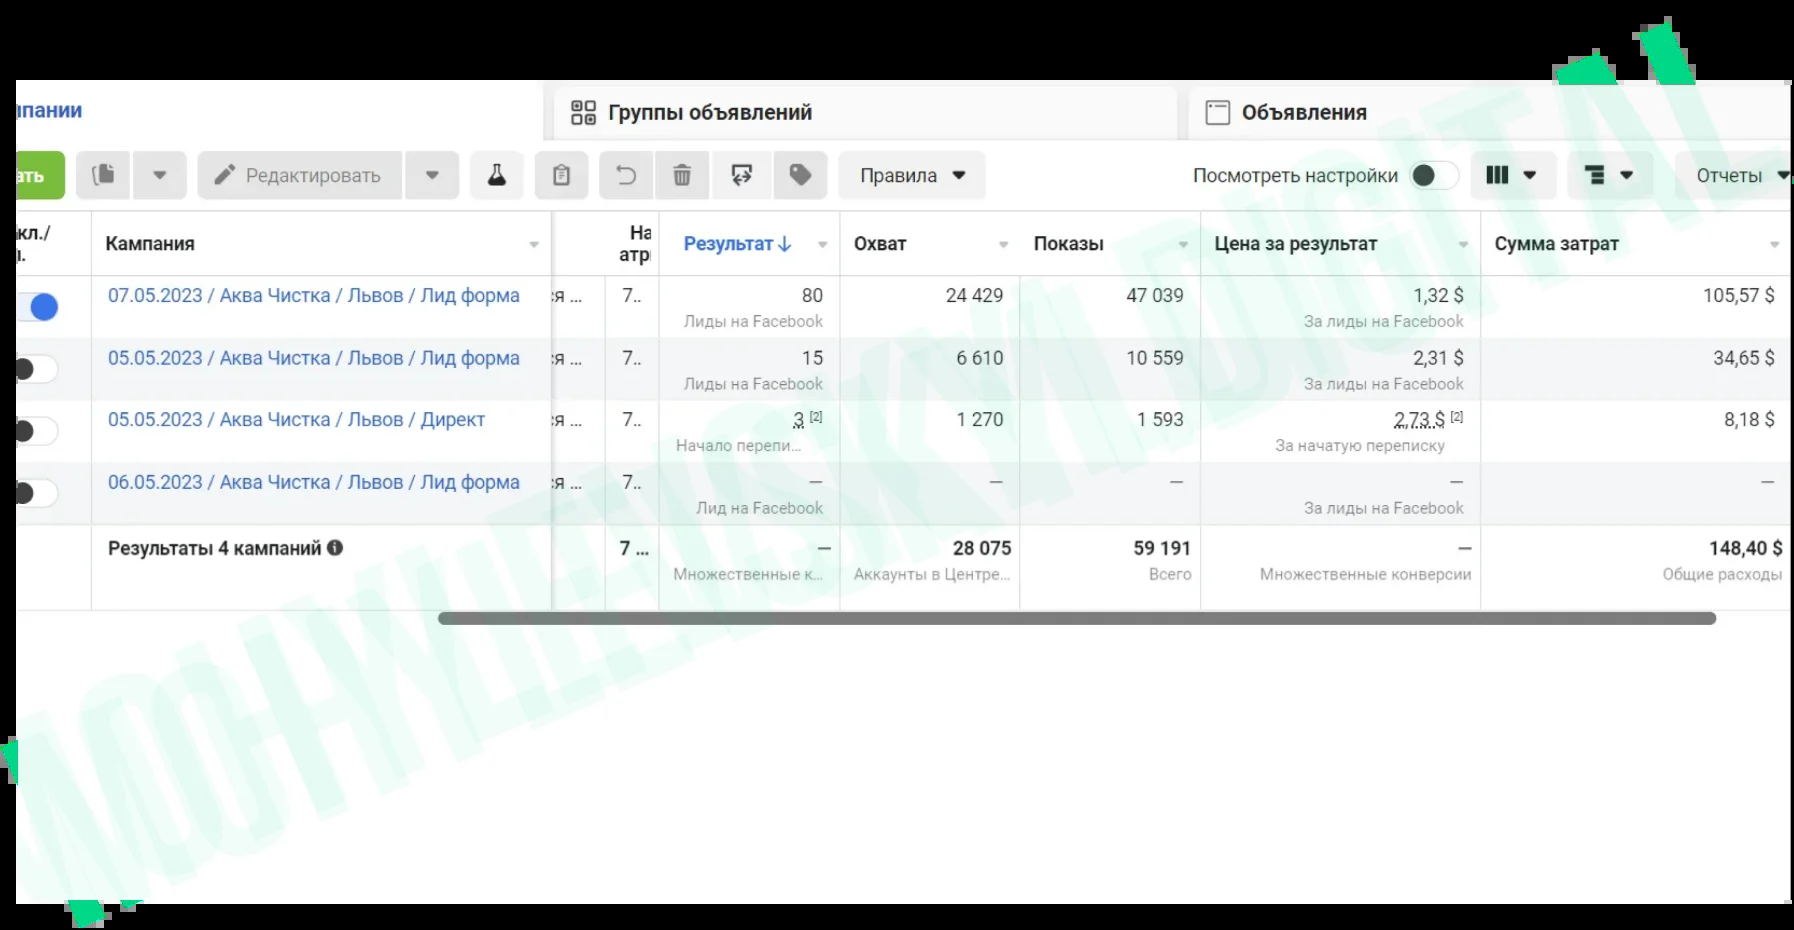 пании
Группы объявлений
Объявления
ать
Редактировать
Правила
Посмотреть настройки
Отчеты
кл./
л.
Кампания
На
атр
Результат ↓
Охват
Показы
Цена за результат
Сумма затрат
07.05.2023 / Аква Чистка / Львов / Лид форма
ся ...
7..
80
24 429
47 039
1,32 $
105,57 $
Лиды на Facebook
За лиды на Facebook
05.05.2023 / Аква Чистка / Львов / Лид форма
ся ...
7..
15
6 610
10 559
2,31 $
34,65 $
Лиды на Facebook
За лиды на Facebook
05.05.2023 / Аква Чистка / Львов / Директ
ся ...
7..
3 [2]
1 270
1 593
2,73 $ [2]
8,18 $
Начало перепи...
За начатую переписку
06.05.2023 / Аква Чистка / Львов / Лид форма
ся ...
7..
—
—
—
—
—
Лид на Facebook
За лиды на Facebook
Результаты 4 кампаний
7 ...
—
28 075
59 191
—
148,40 $
Множественные к...
Аккаунты в Центре...
Всего
Множественные конверсии
Общие расходы
DIGITAL